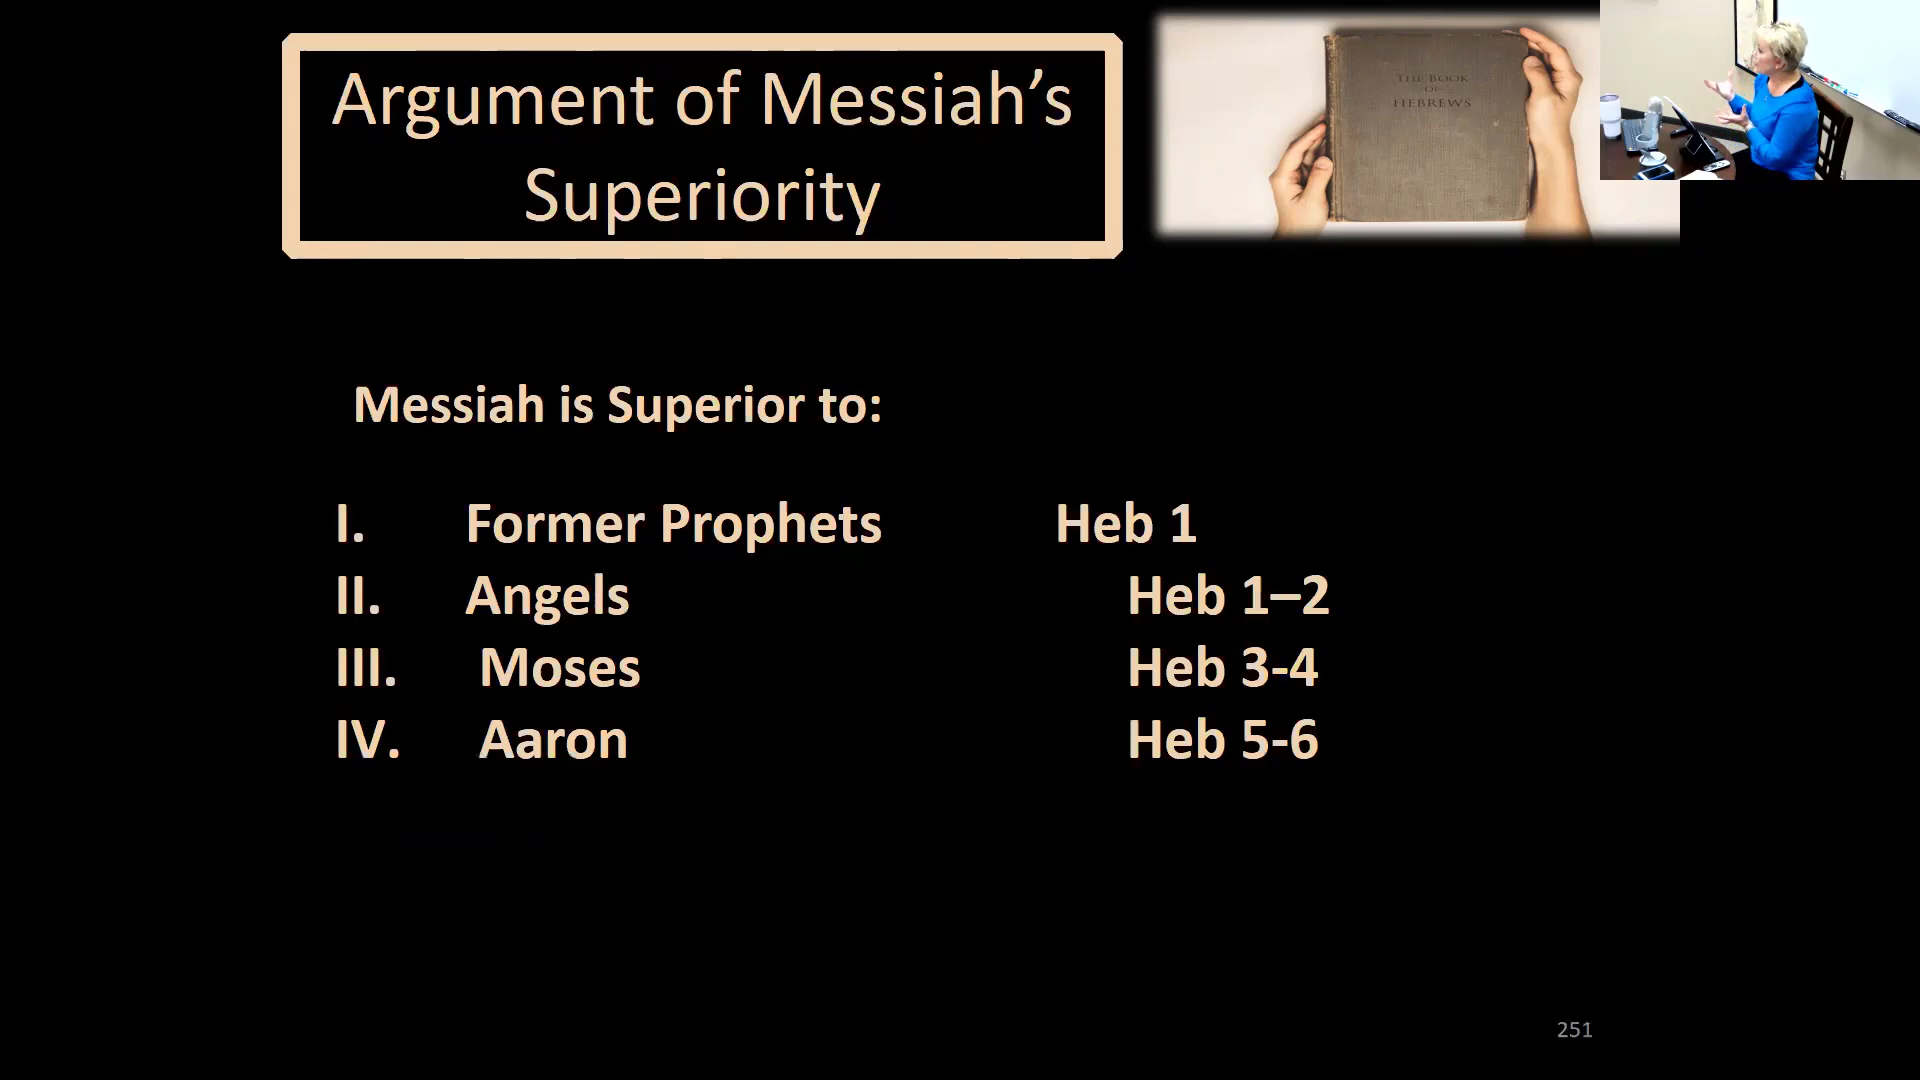 Argument of Messiah’s
Superiority
THE BOOK
OF
HEBREWS
Messiah is Superior to:
I. Former Prophets Heb 1
II. Angels Heb 1–2
III. Moses Heb 3-4
IV. Aaron Heb 5-6
251